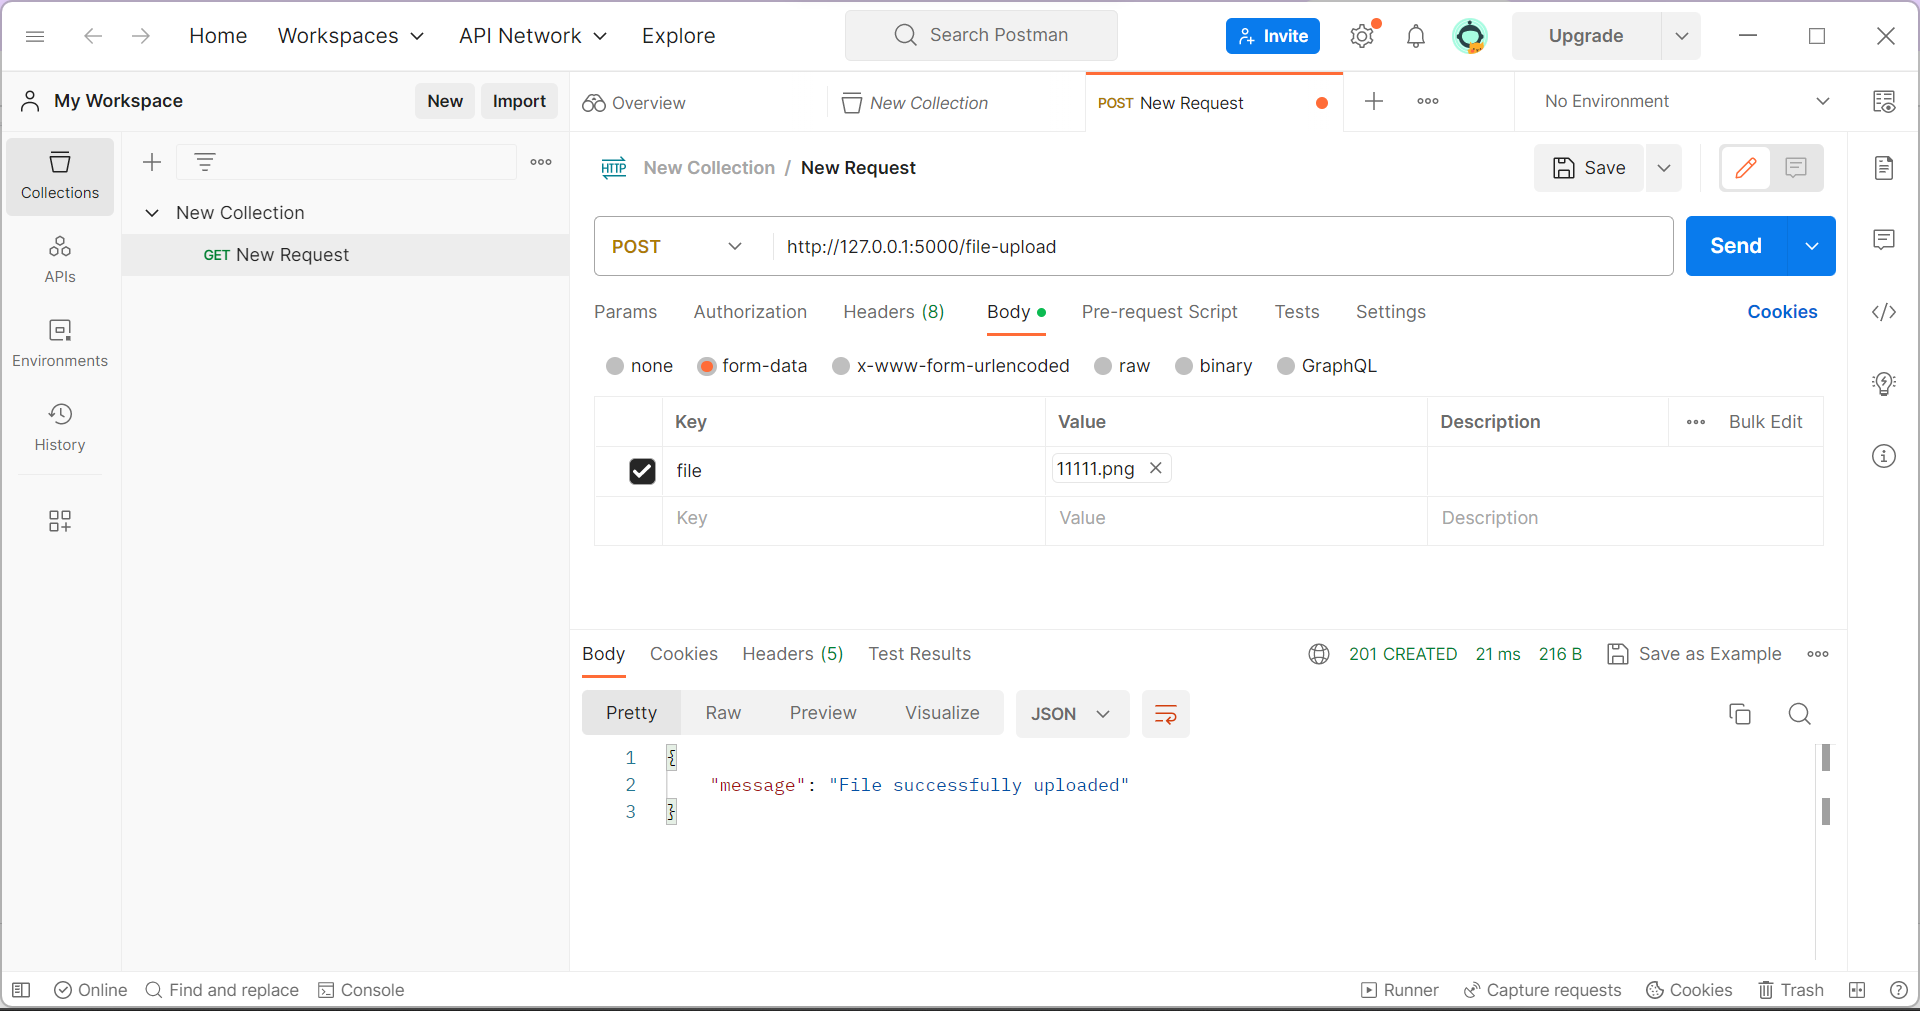 Home Workspaces API Network Explore Search Postman Invite Upgrade
My Workspace New Import Overview New Collection POST New Request No Environment
Collections
APIs
Environments
History
New Collection
GET New Request
HTTP New Collection / New Request Save
POST http://127.0.0.1:5000/file-upload Send
Params Authorization Headers (8) Body Pre-request Script Tests Settings Cookies
none form-data x-www-form-urlencoded raw binary GraphQL
Key Value Description Bulk Edit
file 11111.png
Key Value Description
Body Cookies Headers (5) Test Results 201 CREATED 21 ms 216 B Save as Example
Pretty Raw Preview Visualize JSON
1 {
2 "message": "File successfully uploaded"
3 }
Online Find and replace Console Runner Capture requests Cookies Trash